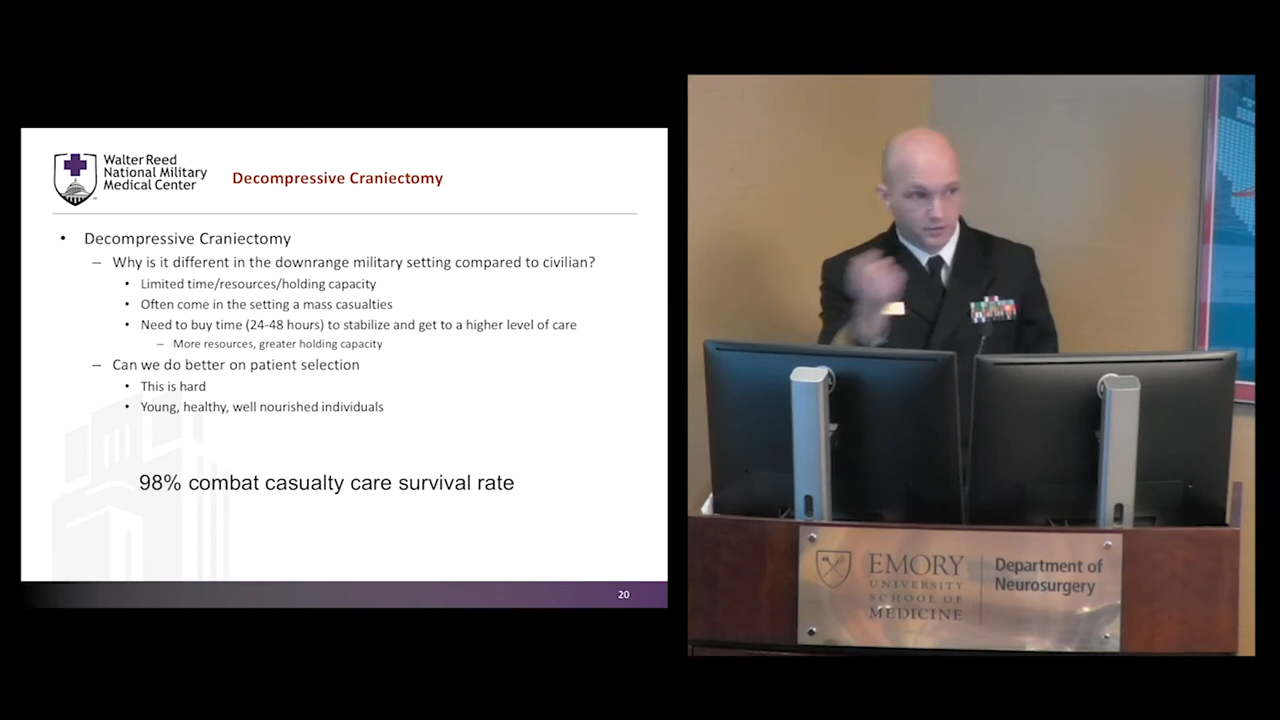 Walter Reed
National Military
Medical Center
Decompressive Craniectomy
• Decompressive Craniectomy
– Why is it different in the downrange military setting compared to civilian?
• Limited time/resources/holding capacity
• Often come in the setting a mass casualties
• Need to buy time (24-48 hours) to stabilize and get to a higher level of care
– More resources, greater holding capacity
– Can we do better on patient selection
• This is hard
• Young, healthy, well nourished individuals
98% combat casualty care survival rate
20
EMORY
UNIVERSITY
SCHOOL OF
MEDICINE
Department of
Neurosurgery